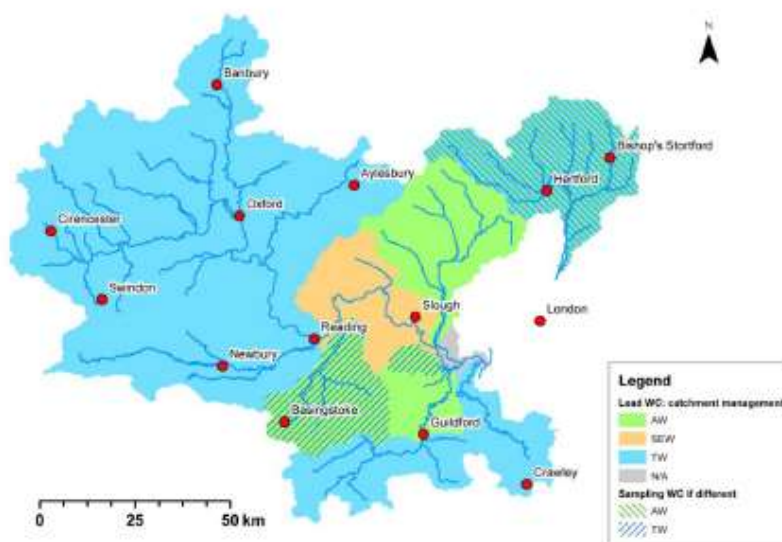 N
Banbury
Bishop's Stortford
Aylesbury
Hertford
Oxford
Cirencester
Swindon
Slough
London
Reading
Newbury
Basingstoke
Guildford
Crawley
Legend
Lead WC: catchment management
AW
SEW
TW
N/A
Sampling WC if different
AW
TW
0 25 50 km